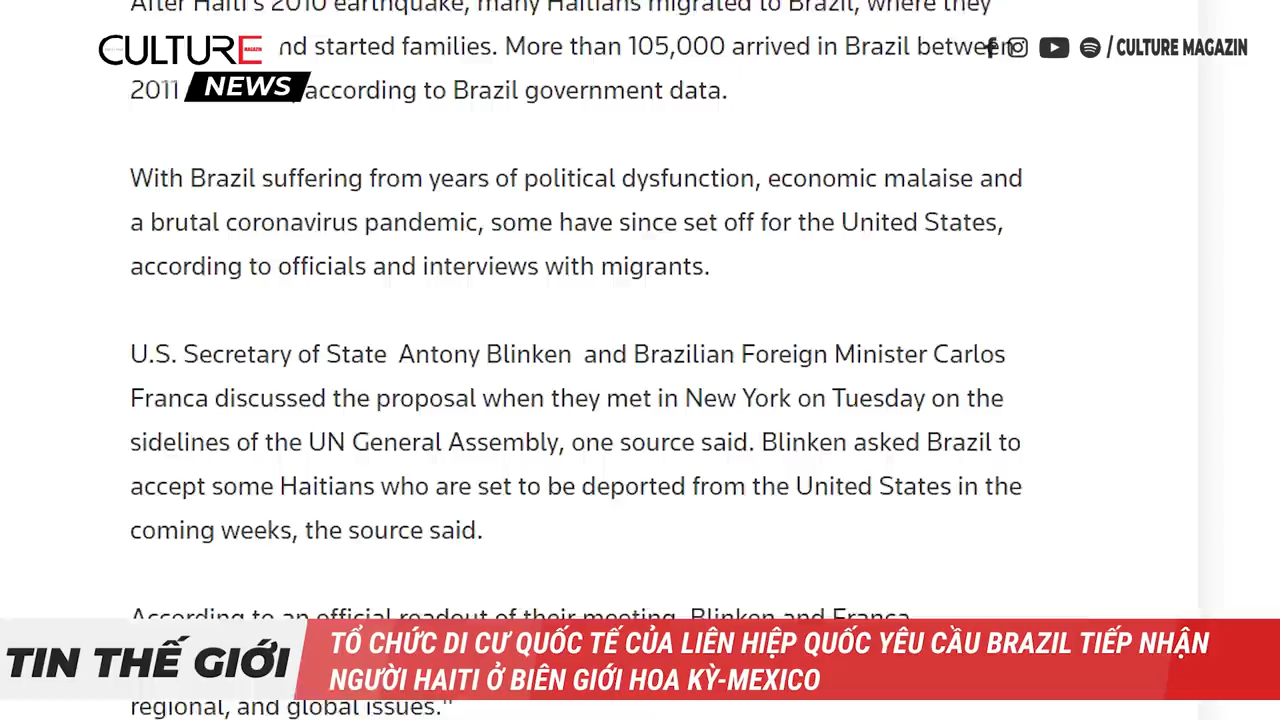 After Haiti's 2010 earthquake, many Haitians migrated to Brazil, where they
CULTURE MAGAZIN
nd started families. More than 105,000 arrived in Brazil between
/ CULTURE MAGAZIN
2011
NEWS
according to Brazil government data.
With Brazil suffering from years of political dysfunction, economic malaise and
a brutal coronavirus pandemic, some have since set off for the United States,
according to officials and interviews with migrants.
U.S. Secretary of State Antony Blinken and Brazilian Foreign Minister Carlos
Franca discussed the proposal when they met in New York on Tuesday on the
sidelines of the UN General Assembly, one source said. Blinken asked Brazil to
accept some Haitians who are set to be deported from the United States in the
coming weeks, the source said.
According to an official readout of their meeting, Blinken and Franca
TIN THẾ GIỚI
TỔ CHỨC DI CƯ QUỐC TẾ CỦA LIÊN HIỆP QUỐC YÊU CẦU BRAZIL TIẾP NHẬN
NGƯỜI HAITI Ở BIÊN GIỚI HOA KỲ-MEXICO
regional, and global issues."